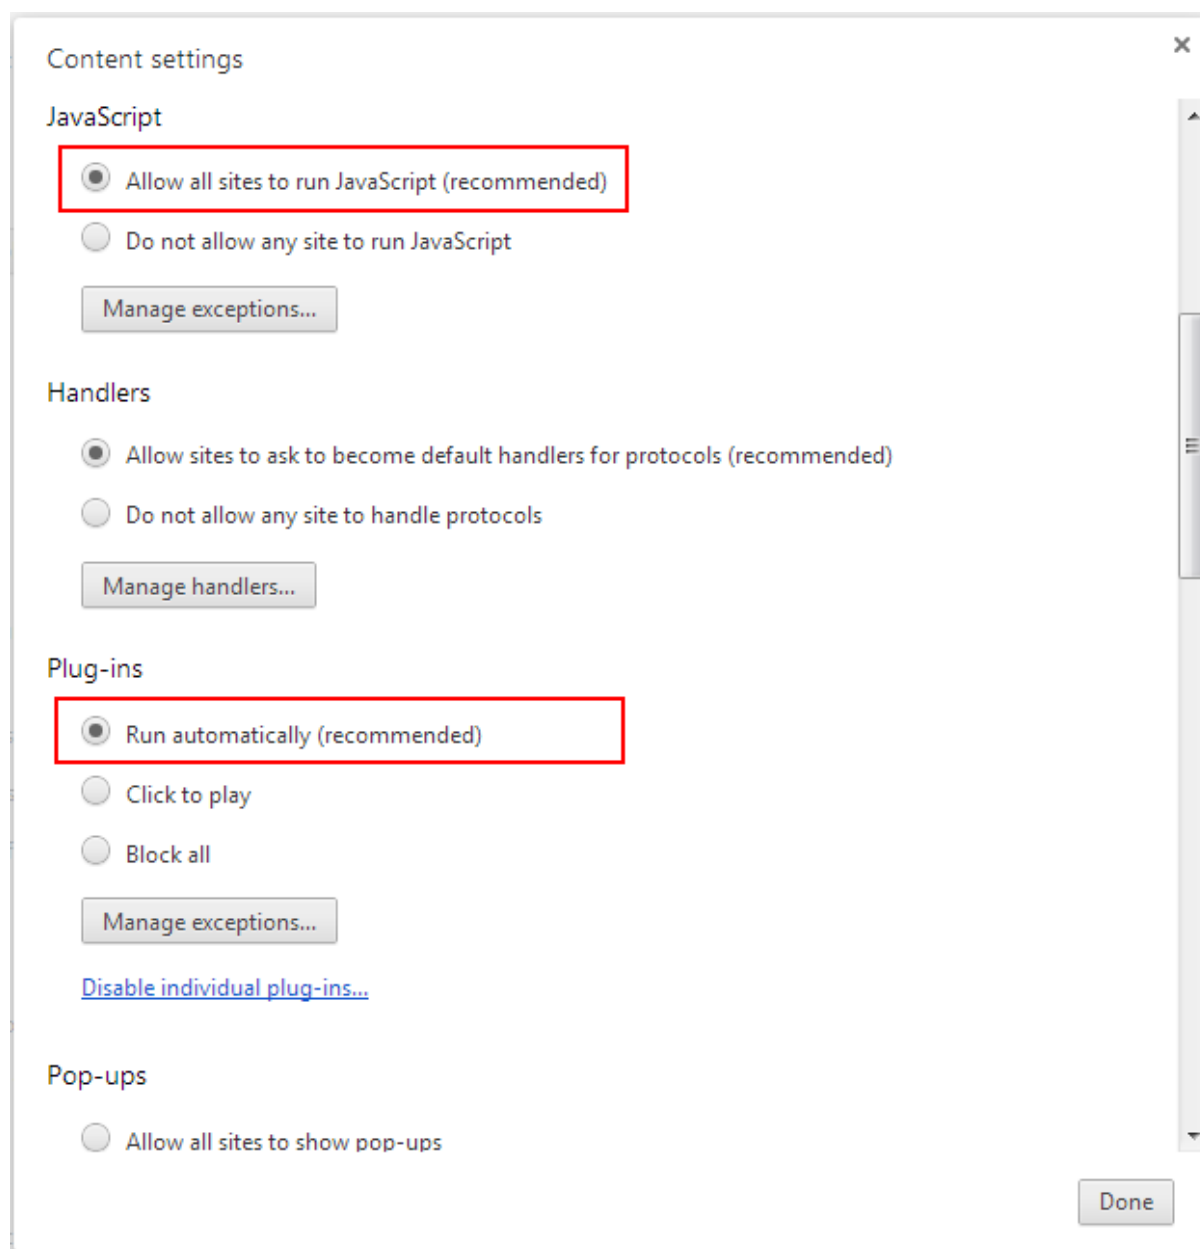 Content settings
JavaScript
Allow all sites to run JavaScript (recommended)
Do not allow any site to run JavaScript
Manage exceptions...
Handlers
Allow sites to ask to become default handlers for protocols (recommended)
Do not allow any site to handle protocols
Manage handlers...
Plug-ins
Run automatically (recommended)
Click to play
Block all
Manage exceptions...
Disable individual plug-ins...
Pop-ups
Allow all sites to show pop-ups
Done